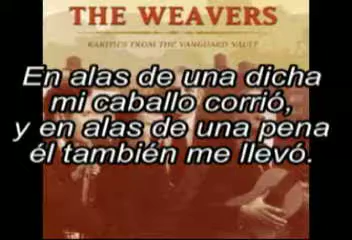 THE WEAVERS
RARITIES FROM THE VANGUARD VAULT
En alas de una dicha
mi caballo corrió,
y en alas de una pena
él también me llevó.